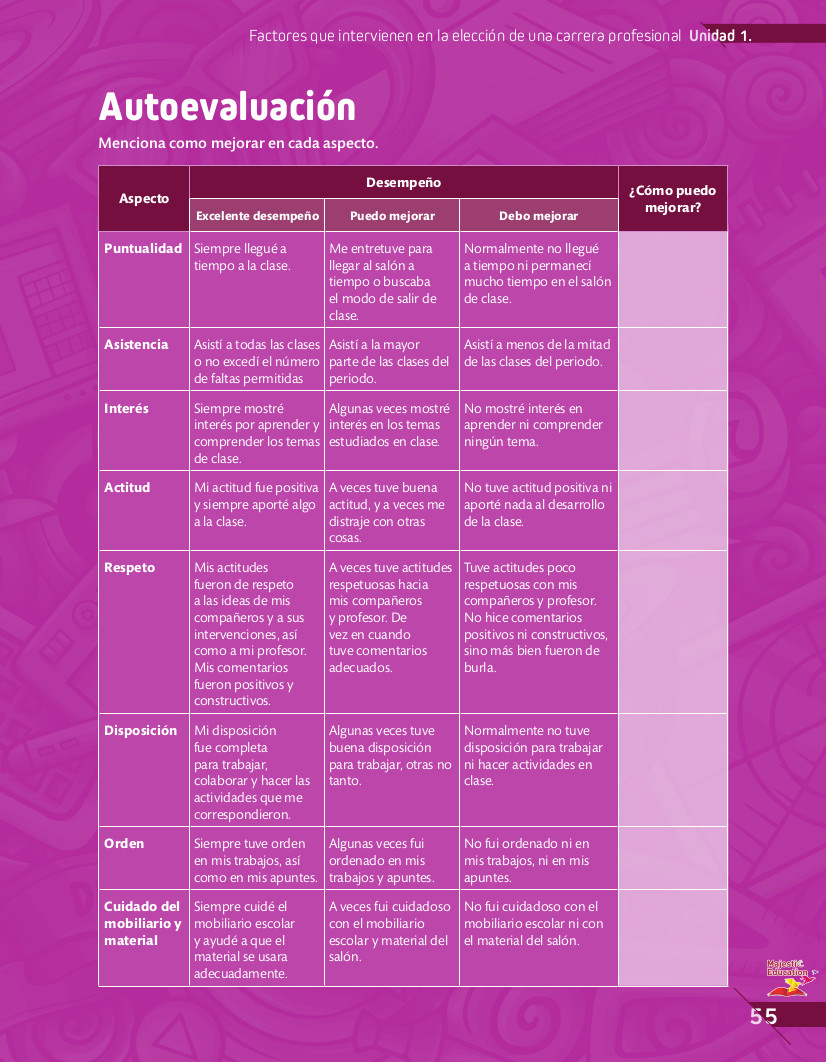 Factores que intervienen en la elección de una carrera profesional Unidad 1.
Autoevaluación
Menciona como mejorar en cada aspecto.
Aspecto
Desempeño
¿Cómo puedo
mejorar?
Excelente desempeño
Puedo mejorar
Debo mejorar
Puntualidad
Siempre llegué a
tiempo a la clase.
Me entretuve para
llegar al salón a
tiempo o buscaba
el modo de salir de
clase.
Normalmente no llegué
a tiempo ni permanecí
mucho tiempo en el salón
de clase.
Asistencia
Asistí a todas las clases
o no excedí el número
de faltas permitidas
Asistí a la mayor
parte de las clases del
periodo.
Asistí a menos de la mitad
de las clases del periodo.
Interés
Siempre mostré
interés por aprender y
comprender los temas
de clase.
Algunas veces mostré
interés en los temas
estudiados en clase.
No mostré interés en
aprender ni comprender
ningún tema.
Actitud
Mi actitud fue positiva
y siempre aporté algo
a la clase.
A veces tuve buena
actitud, y a veces me
distraje con otras
cosas.
No tuve actitud positiva ni
aporté nada al desarrollo
de la clase.
Respeto
Mis actitudes
fueron de respeto
a las ideas de mis
compañeros y a sus
intervenciones, así
como a mi profesor.
Mis comentarios
fueron positivos y
constructivos.
A veces tuve actitudes
respetuosas hacia
mis compañeros
y profesor. De
vez en cuando
tuve comentarios
adecuados.
Tuve actitudes poco
respetuosas con mis
compañeros y profesor.
No hice comentarios
positivos ni constructivos,
sino más bien fueron de
burla.
Disposición
Mi disposición
fue completa
para trabajar,
colaborar y hacer las
actividades que me
correspondieron.
Algunas veces tuve
buena disposición
para trabajar, otras no
tanto.
Normalmente no tuve
disposición para trabajar
ni hacer actividades en
clase.
Orden
Siempre tuve orden
en mis trabajos, así
como en mis apuntes.
Algunas veces fui
ordenado en mis
trabajos y apuntes.
No fui ordenado ni en
mis trabajos, ni en mis
apuntes.
Cuidado del
mobiliario y
material
Siempre cuidé el
mobiliario escolar
y ayudé a que el
material se usara
adecuadamente.
A veces fui cuidadoso
con el mobiliario
escolar y material del
salón.
No fui cuidadoso con el
mobiliario escolar ni con
el material del salón.
Majestic
Education
55